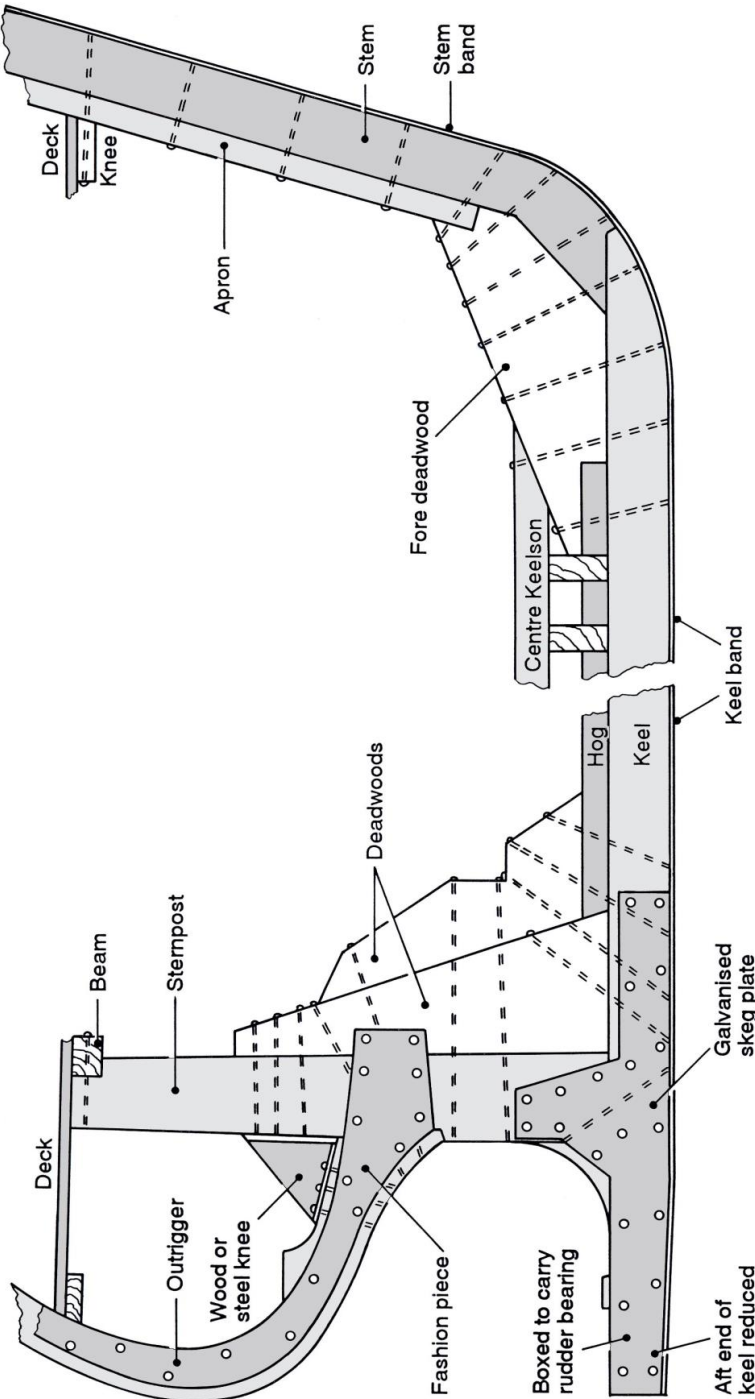 Deck
Beam
Sternpost
Outrigger
Wood or
steel knee
Fashion piece
Boxed to carry
rudder bearing
Aft end of
keel reduced
Deadwoods
Hog
Keel
Galvanised
skeg plate
Keel band
Centre Keelson
Fore deadwood
Apron
Deck
Knee
Stem
Stem
band